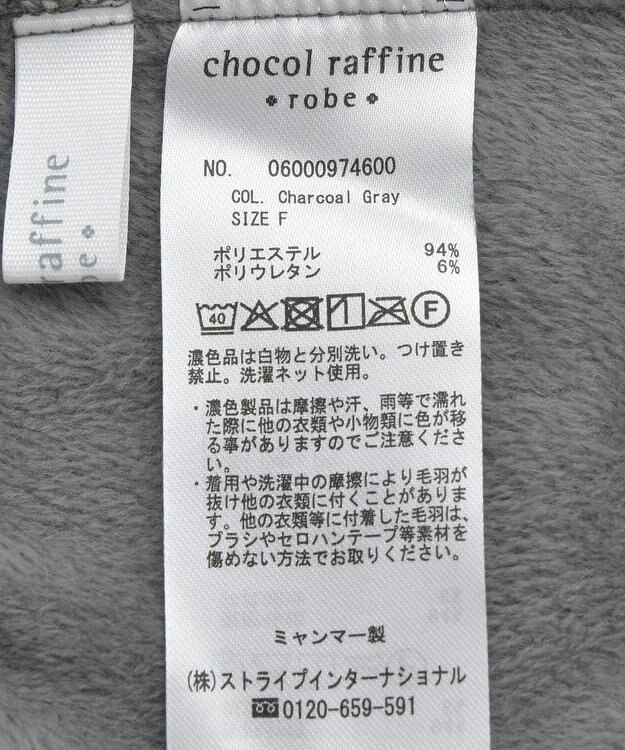 chocol raffine
robe
NO. 06000974600
COL. Charcoal Gray
SIZE F
ポリエステル 94%
ポリウレタン 6%
40
F
濃色品は白物と分別洗い。つけ置き
禁止。洗濯ネット使用。
・濃色製品は摩擦や汗、雨等で濡れ
た際に他の衣類や小物類に色が移
る事がありますのでご注意くださ
い。
・着用や洗濯中の摩擦により毛羽が
抜け他の衣類に付くことがありま
す。他の衣類等に付着した毛羽は、
ブラシやセロハンテープ等素材を
傷めない方法でお取りください。
ミャンマー製
(株)ストライプインターナショナル
0120-659-591
raffine
be